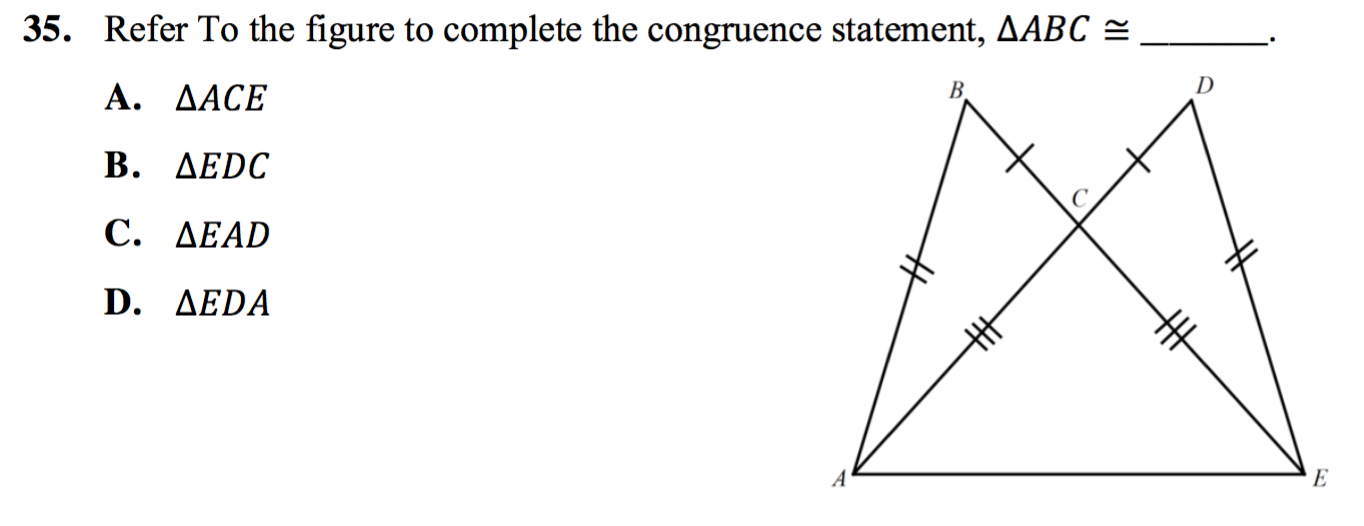 35. Refer To the figure to complete the congruence statement, ΔABC ≅ ______.
A. ΔACE
B. ΔEDC
C. ΔEAD
D. ΔEDA
B
D
C
A
E